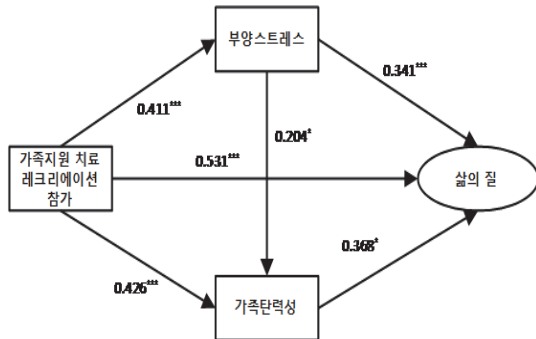 부양스트레스
0.341***
0.411***
0.204*
가족지원 치료
레크리에이션
참가
0.531***
삶의 질
0.368*
0.426***
가족탄력성